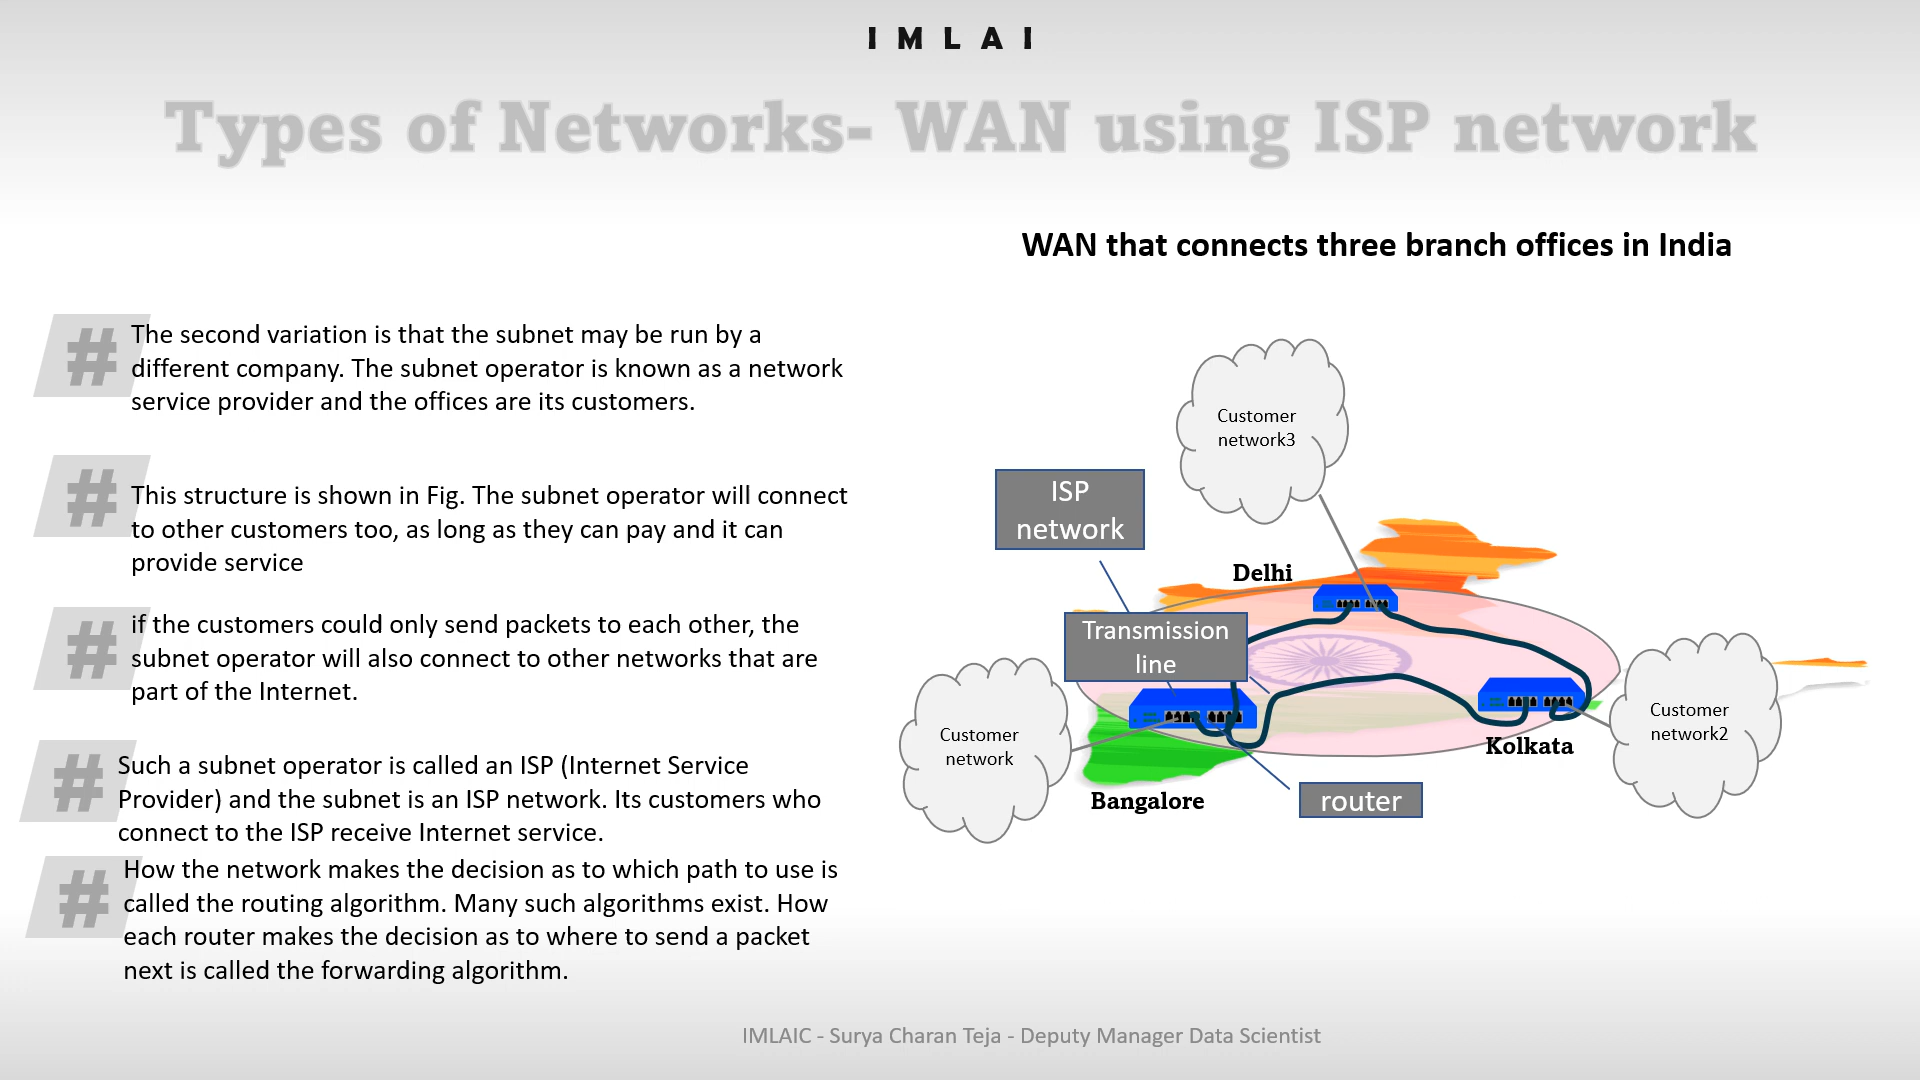 IMLAI
Types of Networks- WAN using ISP network
WAN that connects three branch offices in India
# The second variation is that the subnet may be run by a
different company. The subnet operator is known as a network
service provider and the offices are its customers.
# This structure is shown in Fig. The subnet operator will connect
to other customers too, as long as they can pay and it can
provide service
# if the customers could only send packets to each other, the
subnet operator will also connect to other networks that are
part of the Internet.
# Such a subnet operator is called an ISP (Internet Service
Provider) and the subnet is an ISP network. Its customers who
connect to the ISP receive Internet service.
# How the network makes the decision as to which path to use is
called the routing algorithm. Many such algorithms exist. How
each router makes the decision as to where to send a packet
next is called the forwarding algorithm.
Customer
network3
ISP
network
Delhi
Transmission
line
Customer
network
Bangalore
Kolkata
Customer
network2
router
IMLAIC - Surya Charan Teja - Deputy Manager Data Scientist